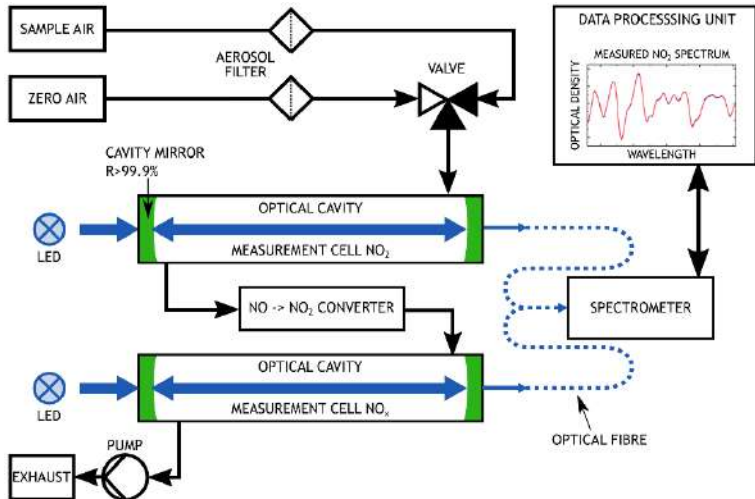 SAMPLE AIR
AEROSOL
FILTER
ZERO AIR
VALVE
DATA PROCESSSING UNIT
MEASURED NO₂ SPECTRUM
OPTICAL DENSITY
WAVELENGTH
CAVITY MIRROR
R>99.9%
OPTICAL CAVITY
MEASUREMENT CELL NO₂
LED
NO -> NO₂ CONVERTER
SPECTROMETER
OPTICAL CAVITY
MEASUREMENT CELL NOₓ
LED
OPTICAL FIBRE
PUMP
EXHAUST